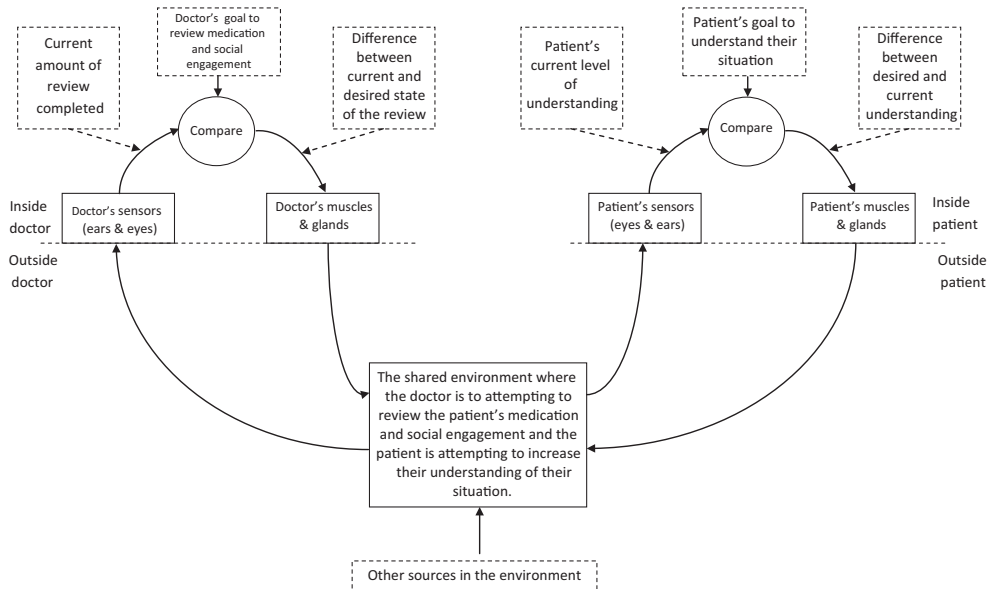 Current
amount of
review
completed
Doctor's goal to
review medication
and social
engagement
Difference
between
current and
desired state
of the review
Compare
Inside
doctor
Doctor's sensors
(ears & eyes)
Doctor's muscles
& glands
Outside
doctor
Patient's
current level
of
understanding
Patient's goal to
understand their
situation
Difference
between
desired and
current
understanding
Compare
Patient's sensors
(eyes & ears)
Patient's muscles
& glands
Inside
patient
Outside
patient
The shared environment where
the doctor is to attempting to
review the patient's medication
and social engagement and the
patient is attempting to increase
their understanding of their
situation.
Other sources in the environment